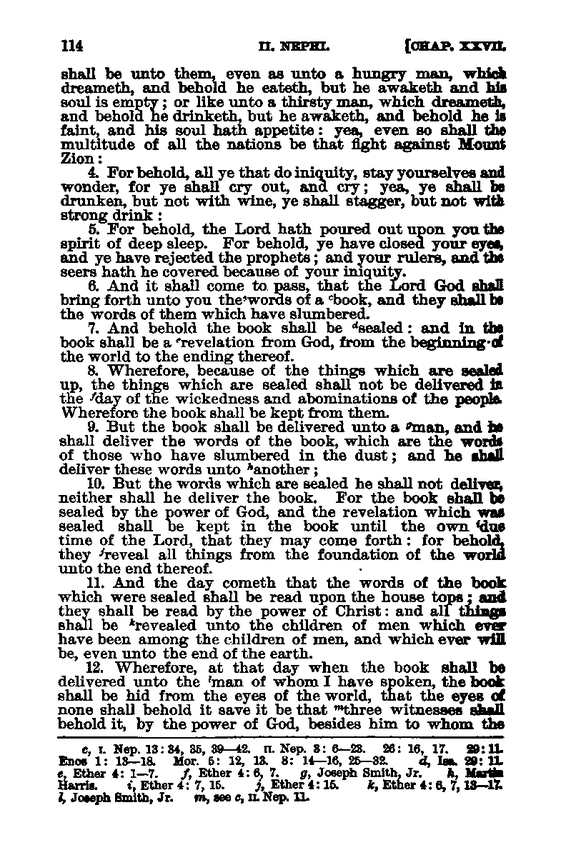 114 II. NEPHI. [CHAP. XXVII.
shall be unto them, even as unto a hungry man, which
dreameth, and behold he eateth, but he awaketh and his
soul is empty; or like unto a thirsty man, which dreameth,
and behold he drinketh, but he awaketh, and behold he is
faint, and his soul hath appetite: yea, even so shall the
multitude of all the nations be that fight against Mount
Zion:
4. For behold, all ye that do iniquity, stay yourselves and
wonder, for ye shall cry out, and cry; yea, ye shall be
drunken, but not with wine, ye shall stagger, but not with
strong drink:
5. For behold, the Lord hath poured out upon you the
spirit of deep sleep. For behold, ye have closed your eyes,
and ye have rejected the prophets; and your rulers, and the
seers hath he covered because of your iniquity.
6. And it shall come to pass, that the Lord God shall
bring forth unto you the words of a ᶜbook, and they shall be
the words of them which have slumbered.
7. And behold the book shall be ᵈsealed: and in the
book shall be a ᵉrevelation from God, from the beginning of
the world to the ending thereof.
8. Wherefore, because of the things which are sealed
up, the things which are sealed shall not be delivered in
the ᶠday of the wickedness and abominations of the people.
Wherefore the book shall be kept from them.
9. But the book shall be delivered unto a ᵍman, and he
shall deliver the words of the book, which are the words
of those who have slumbered in the dust; and he shall
deliver these words unto ʰanother;
10. But the words which are sealed he shall not deliver,
neither shall he deliver the book. For the book shall be
sealed by the power of God, and the revelation which was
sealed shall be kept in the book until the own ⁱdue
time of the Lord, that they may come forth: for behold,
they ʲreveal all things from the foundation of the world
unto the end thereof.
11. And the day cometh that the words of the book
which were sealed shall be read upon the house tops; and
they shall be read by the power of Christ: and all things
shall be ᵏrevealed unto the children of men which ever
have been among the children of men, and which ever will
be, even unto the end of the earth.
12. Wherefore, at that day when the book shall be
delivered unto the ˡman of whom I have spoken, the book
shall be hid from the eyes of the world, that the eyes of
none shall behold it save it be that ᵐthree witnesses shall
behold it, by the power of God, besides him to whom the
c, I. Nep. 13: 34, 35, 39—42. II. Nep. 3: 6—23. 26: 16, 17. 29: 11.
Enos 1: 13—18. Mor. 5: 12, 13. 8: 14—16, 25—32. d, Isa. 29: 11.
e, Ether 4: 1—7. f, Ether 4: 6, 7. g, Joseph Smith, Jr. h, Martin
Harris. i, Ether 4: 7, 15. j, Ether 4: 15. k, Ether 4: 6, 7, 13—17.
l, Joseph Smith, Jr. m, see c, II. Nep. 11.